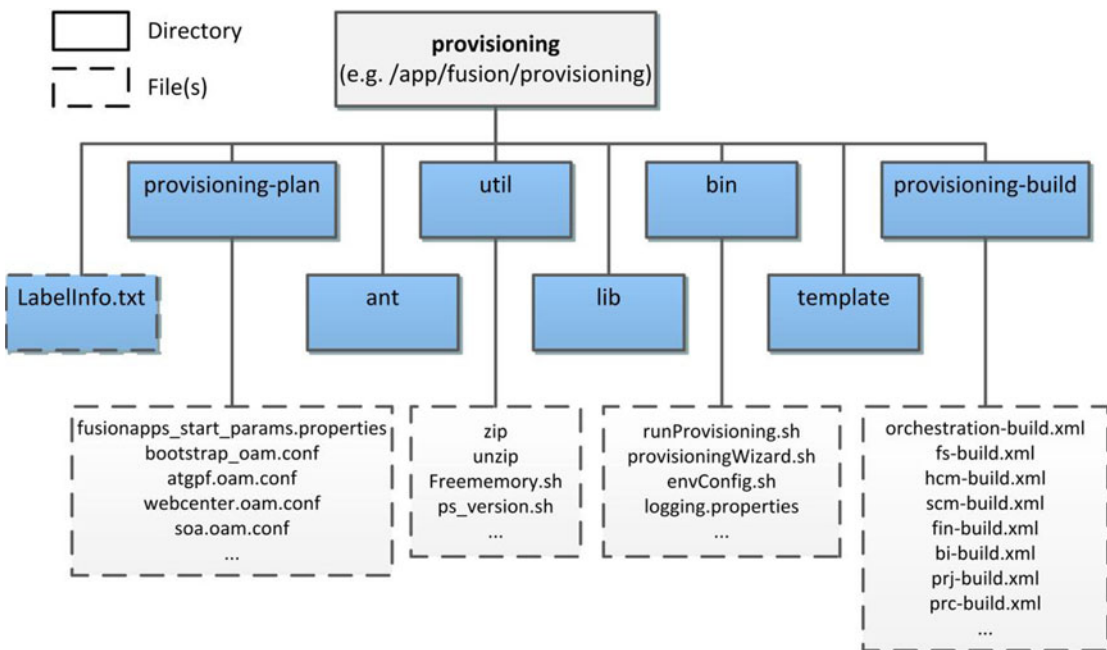 Directory
File(s)
provisioning
(e.g. /app/fusion/provisioning)
provisioning-plan
util
bin
provisioning-build
LabelInfo.txt
ant
lib
template
fusionapps_start_params.properties
bootstrap_oam.conf
atgpf.oam.conf
webcenter.oam.conf
soa.oam.conf
...
zip
unzip
Freememory.sh
ps_version.sh
...
runProvisioning.sh
provisioningWizard.sh
envConfig.sh
logging.properties
...
orchestration-build.xml
fs-build.xml
hcm-build.xml
scm-build.xml
fin-build.xml
bi-build.xml
prj-build.xml
prc-build.xml
...